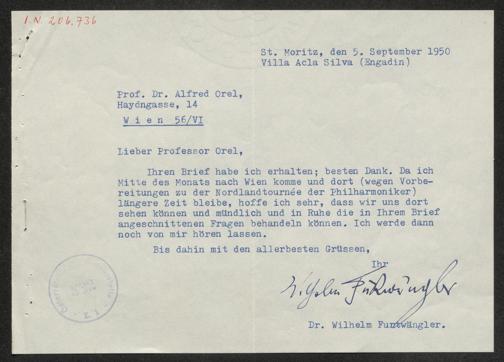 I.N. 206.736
St. Moritz, den 5. September 1950
Villa Acla Silva (Engadin)
Prof. Dr. Alfred Orel,
Haydngasse, 14
W i e n  56/VI
Lieber Professor Orel,
Ihren Brief habe ich erhalten; besten Dank. Da ich
Mitte des Monats nach Wien komme und dort (wegen Vorbe-
reitungen zu der Nordlandtournée der Philharmoniker)
längere Zeit bleibe, hoffe ich sehr, dass wir uns dort
sehen können und mündlich und in Ruhe die in Ihrem Brief
angeschnittenen Fragen behandeln können. Ich werde dann
noch von mir hören lassen.
Bis dahin mit den allerbesten Grüssen,
Ihr
Wilhelm Furtwängler
Dr. Wilhelm Furtwängler.